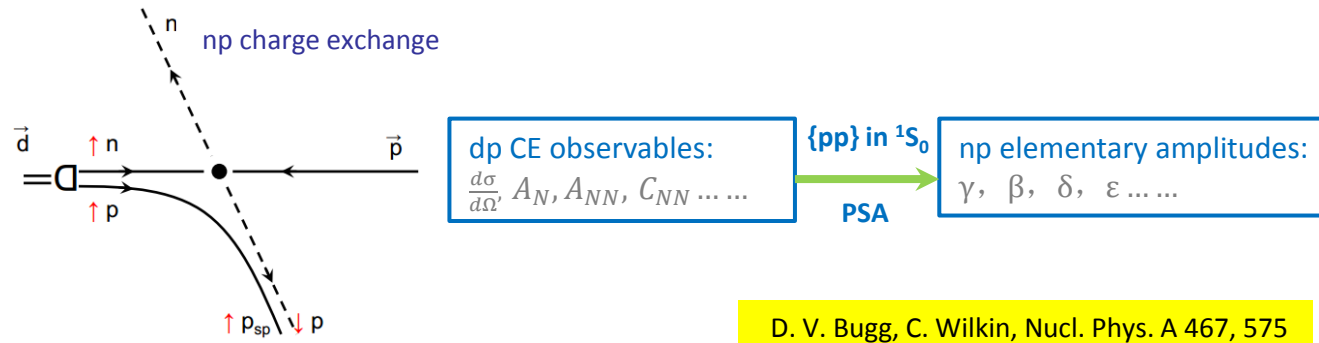 n
np charge exchange
d⃗
↑ n
↑ p
p⃗
↑ p_sp
↓ p
dp CE observables:
dσ/dΩ, A_N, A_NN, C_NN … …
{pp} in ¹S₀
PSA
np elementary amplitudes:
γ, β, δ, ε … …
D. V. Bugg, C. Wilkin, Nucl. Phys. A 467, 575